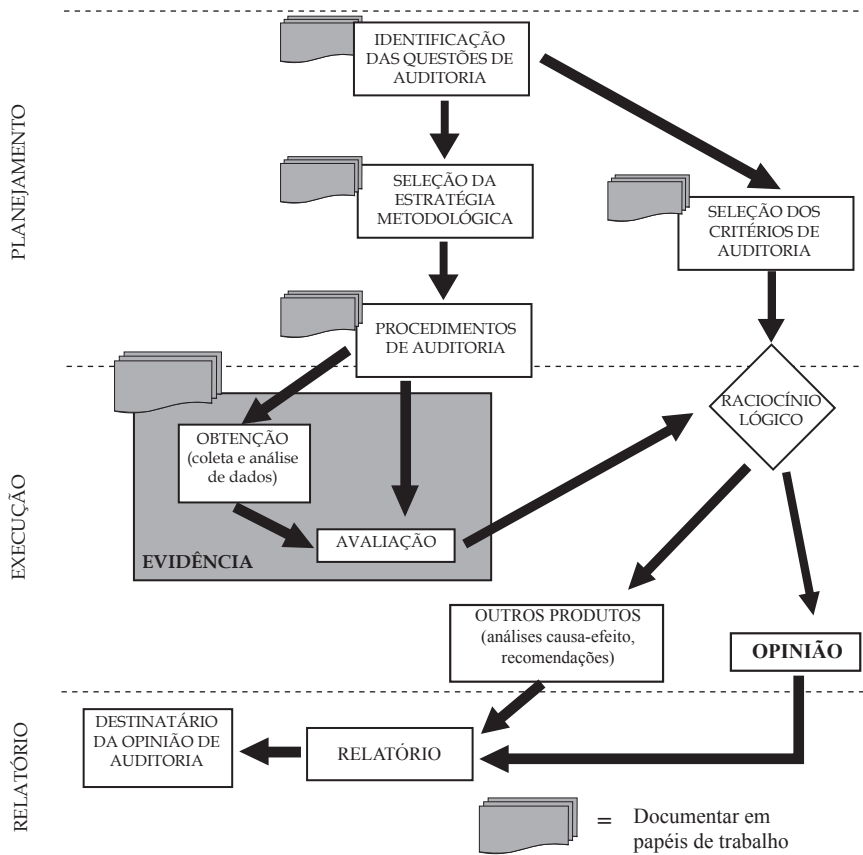 PLANEJAMENTO
IDENTIFICAÇÃO
DAS QUESTÕES DE
AUDITORIA
SELEÇÃO DA
ESTRATÉGIA
METODOLÓGICA
SELEÇÃO DOS
CRITÉRIOS DE
AUDITORIA
PROCEDIMENTOS
DE AUDITORIA
EXECUÇÃO
RACIOCÍNIO
LÓGICO
OBTENÇÃO
(coleta e análise
de dados)
AVALIAÇÃO
EVIDÊNCIA
OUTROS PRODUTOS
(análises causa-efeito,
recomendações)
OPINIÃO
RELATÓRIO
DESTINATÁRIO
DA OPINIÃO DE
AUDITORIA
RELATÓRIO
= Documentar em
papéis de trabalho